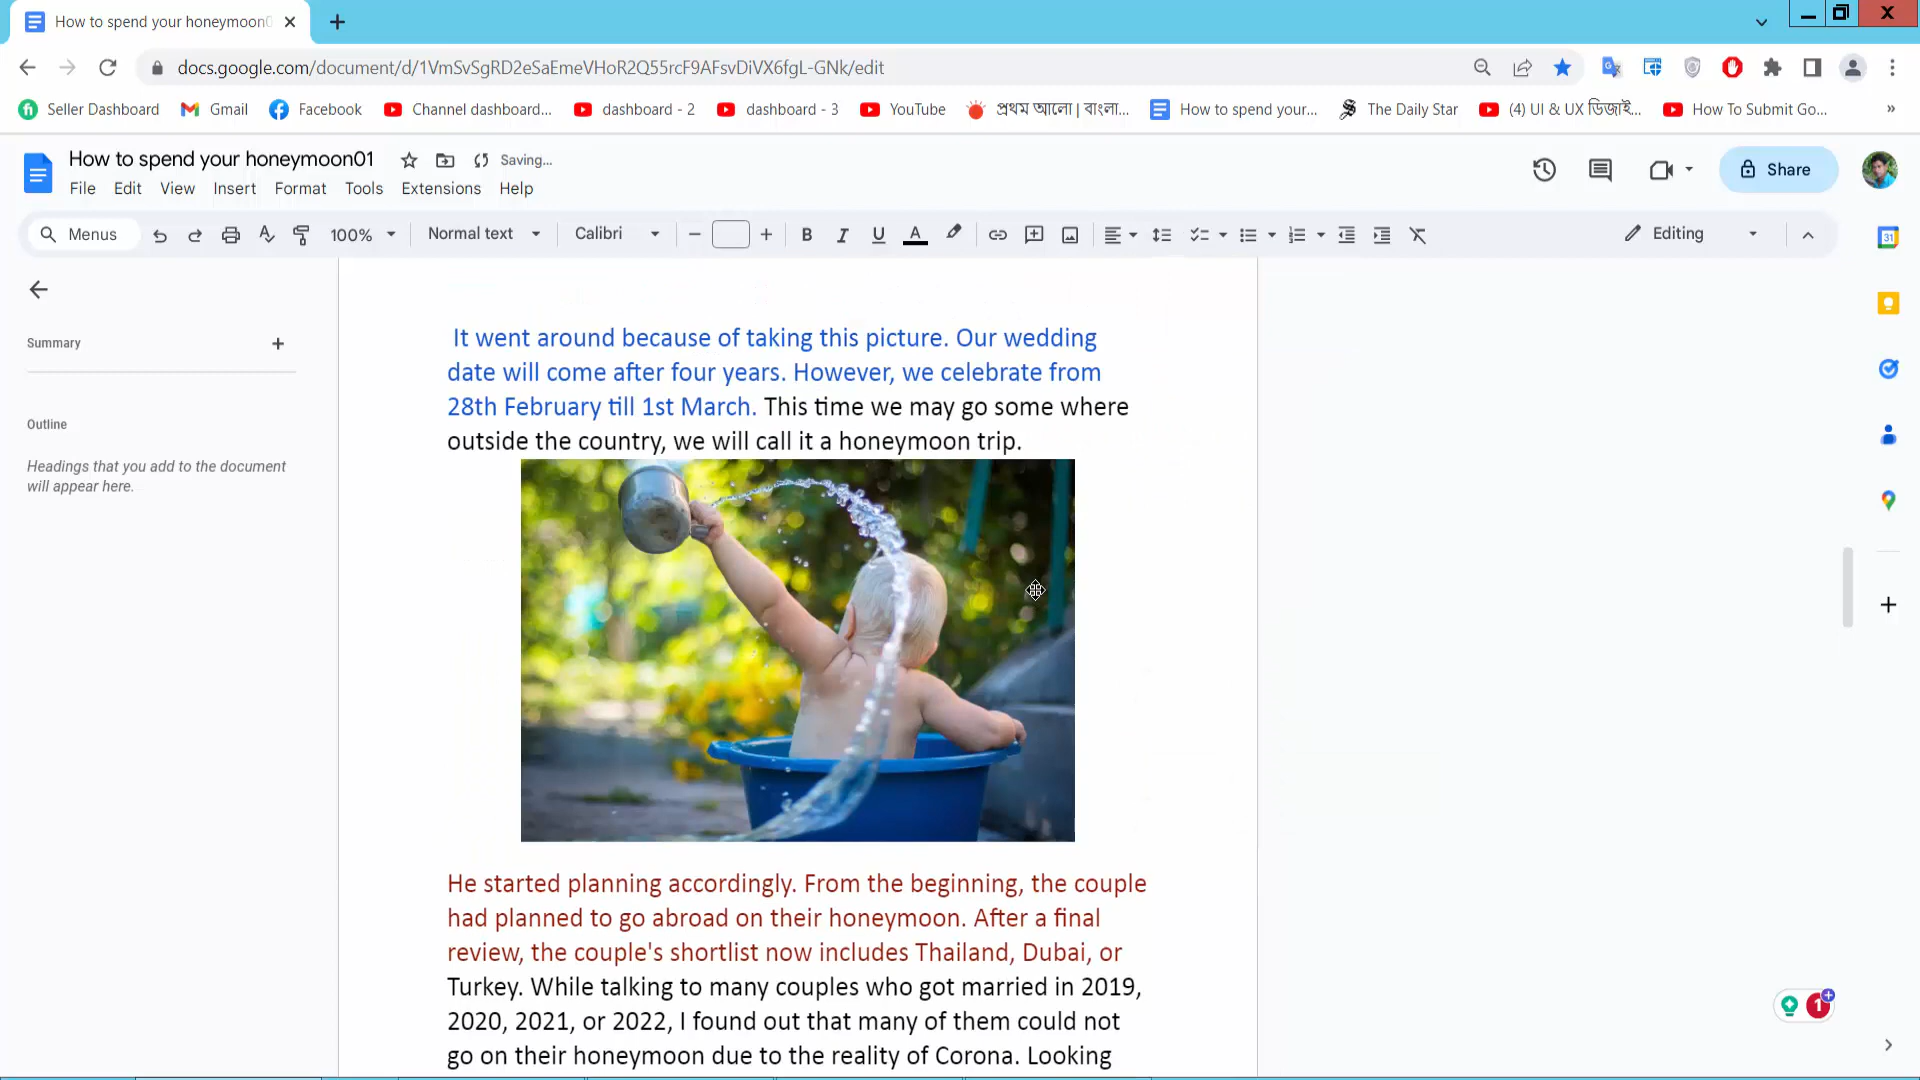 How to spend your honeymoon0
docs.google.com/document/d/1VmSvSgRD2eSaEmeVHoR2Q55rcF9AFsvDiVX6fgL-GNk/edit
Seller Dashboard
Gmail
Facebook
Channel dashboard...
dashboard - 2
dashboard - 3
YouTube
প্রথম আলো | বাংলা...
How to spend your...
The Daily Star
(4) UI & UX ডিজাই...
How To Submit Go...
»
How to spend your honeymoon01
Saving...
File Edit View Insert Format Tools Extensions Help
Share
Menus
100%
Normal text
Calibri
Editing
31
Summary
Outline
Headings that you add to the document
will appear here.
It went around because of taking this picture. Our wedding
date will come after four years. However, we celebrate from
28th February till 1st March. This time we may go some where
outside the country, we will call it a honeymoon trip.
He started planning accordingly. From the beginning, the couple
had planned to go abroad on their honeymoon. After a final
review, the couple's shortlist now includes Thailand, Dubai, or
Turkey. While talking to many couples who got married in 2019,
2020, 2021, or 2022, I found out that many of them could not
go on their honeymoon due to the reality of Corona. Looking
1